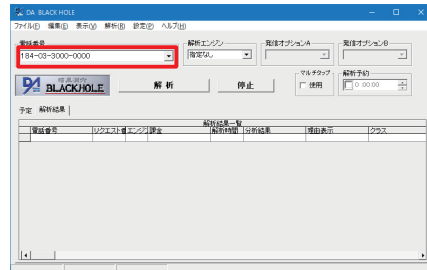 DA BLACK HOLE
ファイル(F) 編集(E) 表示(V) 解析(R) 設定(P) ヘルプ(H)
電話番号 解析エンジン 発信オプションA 発信オプションB
184-03-3000-0000 指定なし
マルチタップ 解析予約
BLACKHOLE 解 析 停止 使用 0:00:00
予定 解析結果
解析結果一覧
電話番号 リクエスト番 エンジン 課金 解析時間 分析結果 理由表示 クラス